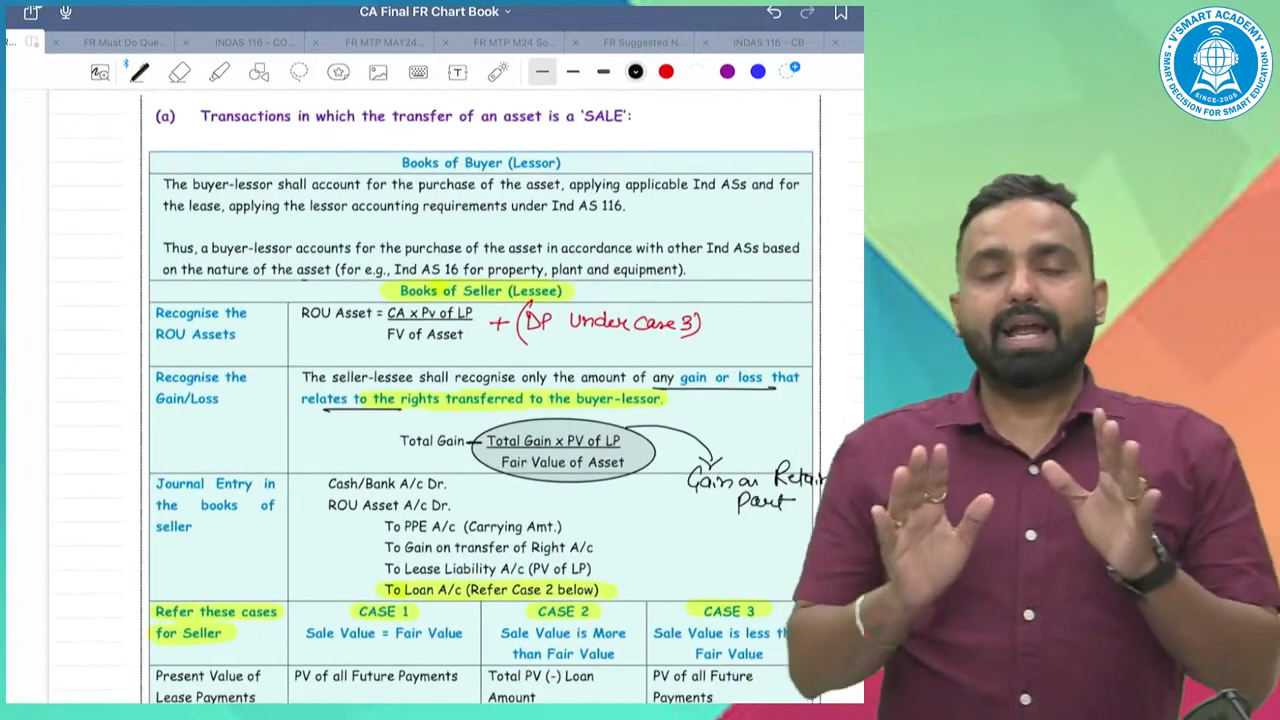 CA Final FR Chart Book
FR Must Do Que...
INDAS 116 - CO...
FR MTP MAY24...
FR MTP M24 So...
FR Suggested N...
INDAS 116 - CB
V'SMART ACADEMY
SMART DECISION FOR SMART EDUCATION
SINCE-2005
(a) Transactions in which the transfer of an asset is a 'SALE':
Books of Buyer (Lessor)
The buyer-lessor shall account for the purchase of the asset, applying applicable Ind ASs and for
the lease, applying the lessor accounting requirements under Ind AS 116.
Thus, a buyer-lessor accounts for the purchase of the asset in accordance with other Ind ASs based
on the nature of the asset (for e.g., Ind AS 16 for property, plant and equipment).
Books of Seller (Lessee)
Recognise the
ROU Assets
ROU Asset = CA x Pv of LP
FV of Asset
+ (DP under case 3)
Recognise the
Gain/Loss
The seller-lessee shall recognise only the amount of any gain or loss that
relates to the rights transferred to the buyer-lessor.
Total Gain - Total Gain x PV of LP
Fair Value of Asset
Gain on Retain
Part
Journal Entry in
the books of
seller
Cash/Bank A/c Dr.
ROU Asset A/c Dr.
To PPE A/c (Carrying Amt.)
To Gain on transfer of Right A/c
To Lease Liability A/c (PV of LP)
To Loan A/c (Refer Case 2 below)
Refer these cases
for Seller
CASE 1
Sale Value = Fair Value
CASE 2
Sale Value is More
than Fair Value
CASE 3
Sale Value is less th
Fair Value
Present Value of
Lease Payments
PV of all Future Payments
Total PV (-) Loan
Amount
PV of all Future
Payments